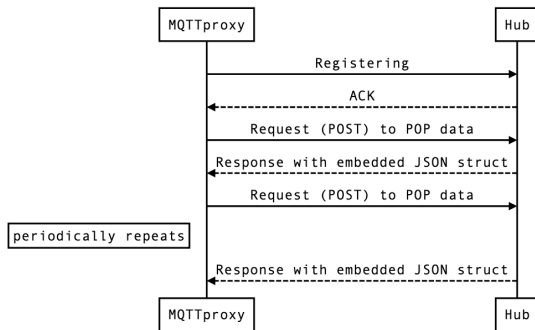 MQTTproxy
Hub
Registering
ACK
Request (POST) to POP data
Response with embedded JSON struct
Request (POST) to POP data
periodically repeats
Response with embedded JSON struct
MQTTproxy
Hub